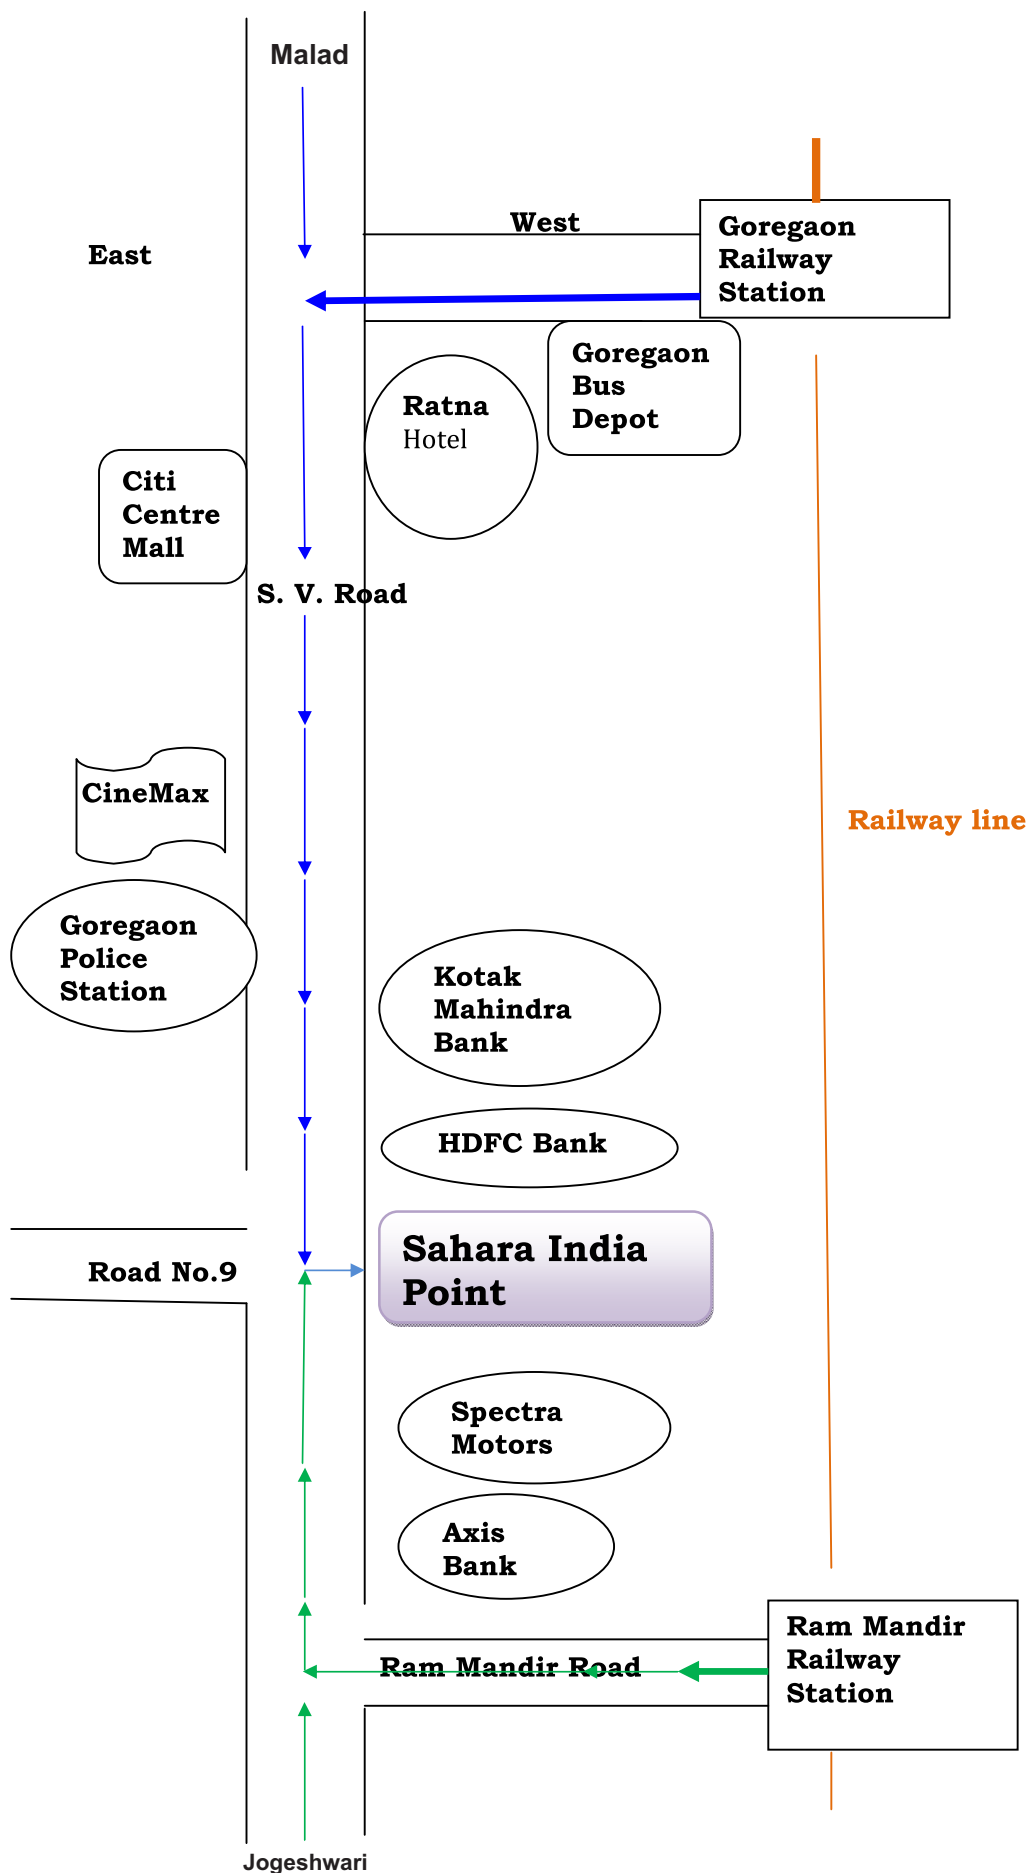 Malad
West
East
Goregaon
Railway
Station
Goregaon
Bus
Depot
Ratna
Hotel
Citi
Centre
Mall
S. V. Road
CineMax
Railway line
Goregaon
Police
Station
Kotak
Mahindra
Bank
HDFC Bank
Sahara India
Point
Road No.9
Spectra
Motors
Axis
Bank
Ram Mandir
Railway
Station
Ram Mandir Road
Jogeshwari